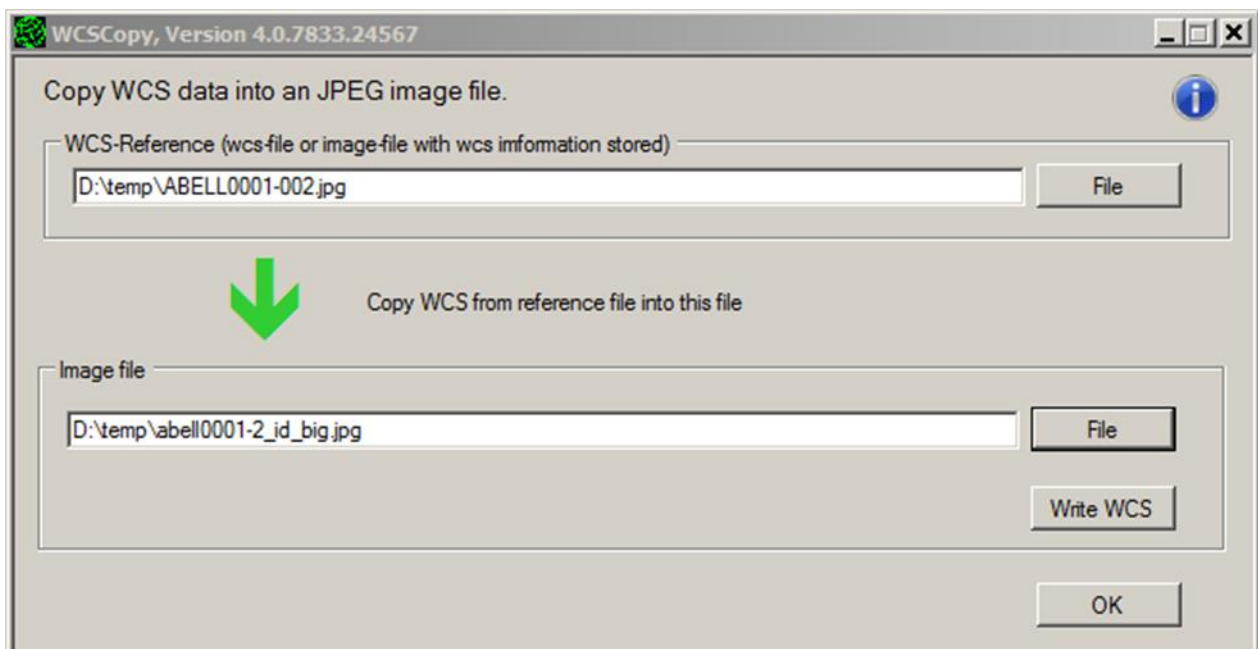 WCSCopy, Version 4.0.7833.24567
Copy WCS data into an JPEG image file.
WCS-Reference (wcs-file or image-file with wcs imformation stored)
D:\temp\ABELL0001-002.jpg
File
Copy WCS from reference file into this file
Image file
D:\temp\abell0001-2_id_big.jpg
File
Write WCS
OK